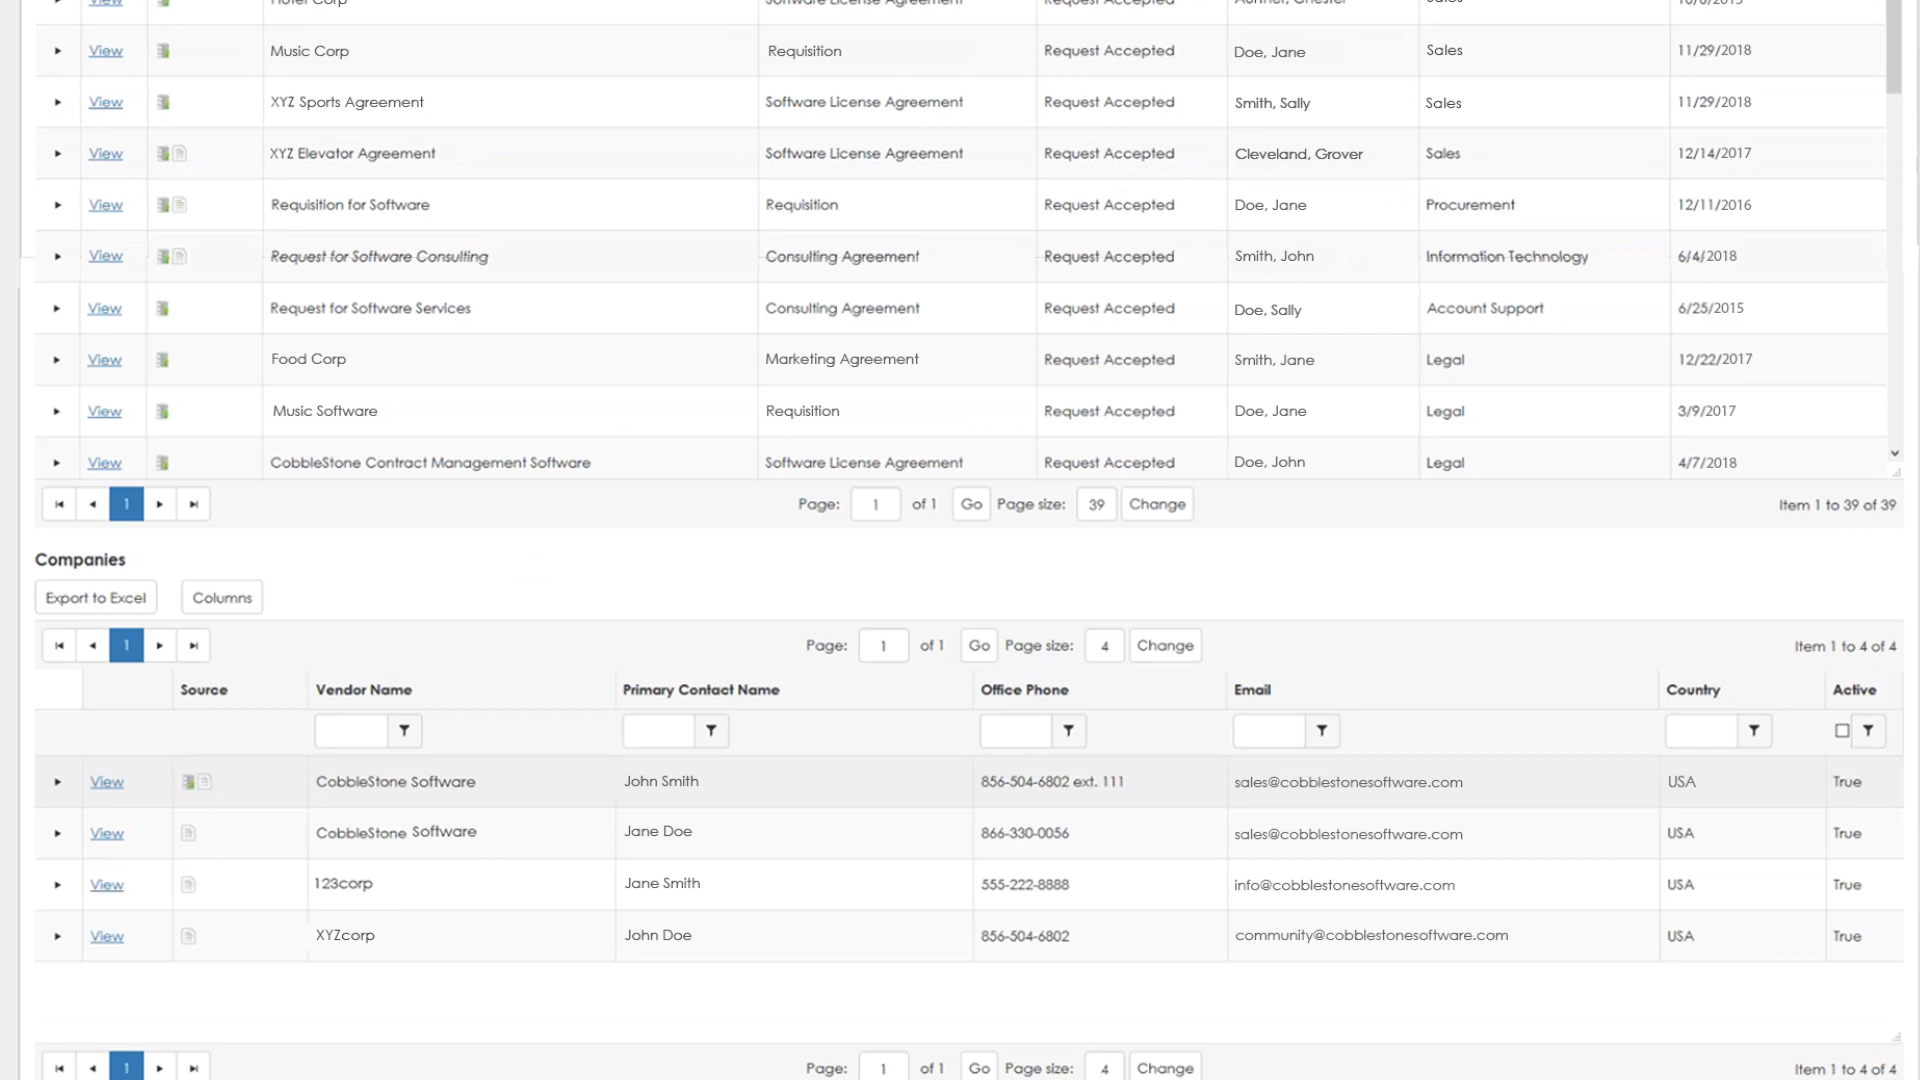 View Hotel Corp Software License Agreement Request Accepted Sales 10/6/2015
View Music Corp Requisition Request Accepted Doe, Jane Sales 11/29/2018
View XYZ Sports Agreement Software License Agreement Request Accepted Smith, Sally Sales 11/29/2018
View XYZ Elevator Agreement Software License Agreement Request Accepted Cleveland, Grover Sales 12/14/2017
View Requisition for Software Requisition Request Accepted Doe, Jane Procurement 12/11/2016
View Request for Software Consulting Consulting Agreement Request Accepted Smith, John Information Technology 6/4/2018
View Request for Software Services Consulting Agreement Request Accepted Doe, Sally Account Support 6/25/2015
View Food Corp Marketing Agreement Request Accepted Smith, Jane Legal 12/22/2017
View Music Software Requisition Request Accepted Doe, Jane Legal 3/9/2017
View CobbleStone Contract Management Software Software License Agreement Request Accepted Doe, John Legal 4/7/2018
1 Page: 1 of 1 Go Page size: 39 Change Item 1 to 39 of 39
Companies
Export to Excel Columns
1 Page: 1 of 1 Go Page size: 4 Change Item 1 to 4 of 4
Source Vendor Name Primary Contact Name Office Phone Email Country Active
View CobbleStone Software John Smith 856-504-6802 ext. 111 sales@cobblestonesoftware.com USA True
View CobbleStone Software Jane Doe 866-330-0056 sales@cobblestonesoftware.com USA True
View 123corp Jane Smith 555-222-8888 info@cobblestonesoftware.com USA True
View XYZcorp John Doe 856-504-6802 community@cobblestonesoftware.com USA True
1 Page: 1 of 1 Go Page size: 4 Change Item 1 to 4 of 4